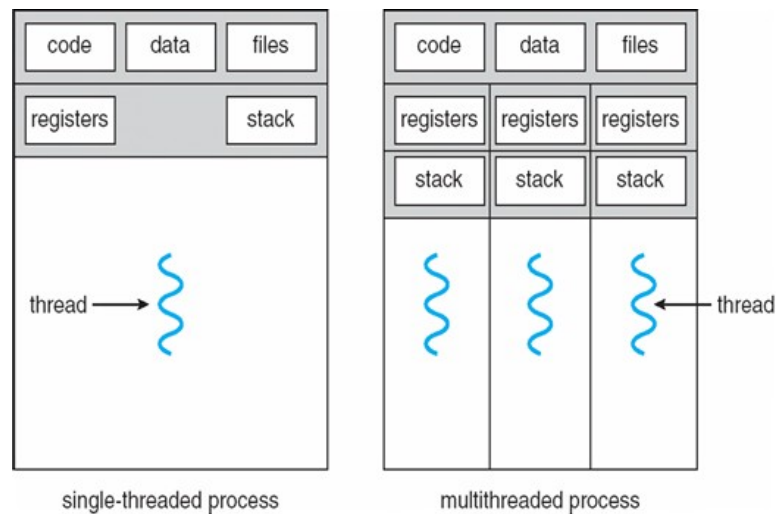 code data files
registers stack
thread
single-threaded process
code data files
registers registers registers
stack stack stack
thread
multithreaded process